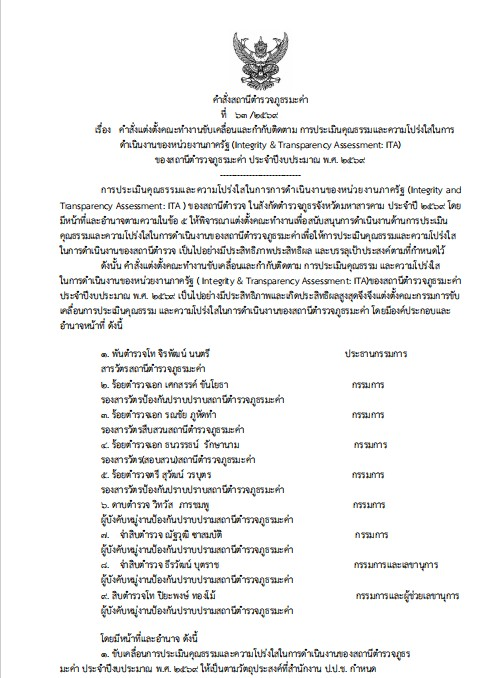 คำสั่งสถานีตำรวจภูธรมะค่า
ที่ ๖๓ /๒๕๖๙
เรื่อง คำสั่งแต่งตั้งคณะทำงานขับเคลื่อนและกำกับติดตาม การประเมินคุณธรรมและความโปร่งใสในการ
ดำเนินงานของหน่วยงานภาครัฐ (Integrity & Transparency Assessment: ITA)
ของสถานีตำรวจภูธรมะค่า ประจำปีงบประมาณ พ.ศ. ๒๕๖๙
---------------------------
การประเมินคุณธรรมและความโปร่งใสการการดำเนินงานของหน่วยงานภาครัฐ (Integrity and
Transparency Assessment: ITA ) ของสถานีตำรวจ ในสังกัดตำรวจภูธรจังหวัดมหาสารคาม ประจำปี ๒๕๖๙ โดย
มีหน้าที่และอำนาจตามความในข้อ ๕ ให้พิจารณาแต่งตั้งคณะทำงานเพื่อสนับสนุนการดำเนินงานด้านการประเมิน
คุณธรรมและความโปร่งใสในการดำเนินงานของสถานีตำรวจภูธรมะค่าเพื่อให้การประเมินคุณธรรมและความโปร่งใส
ในการดำเนินงานของสถานีตำรวจ เป็นไปอย่างมีประสิทธิภาพประสิทธิผล และบรรลุเป้าประสงค์ตามที่กำหนดไว้
ดังนั้น คำสั่งแต่งตั้งคณะทำงานขับเคลื่อนและกำกับติดตาม การประเมินคุณธรรม และความโปร่งใส
ในการดำเนินงานของหน่วยงานภาครัฐ ( Integrity & Transparency Assessment: ITA)ของสถานีตำรวจภูธรมะค่า
ประจำปีงบประมาณ พ.ศ. ๒๕๖๙ เป็นไปอย่างมีประสิทธิภาพและเกิดประสิทธิผลสูงสุดจึงจึงแต่งตั้งคณะกรรมการขับ
เคลื่อนการประเมินคุณธรรม และความโปร่งใสในการดำเนินงานของสถานีตำรวจภูธรมะค่า โดยมีองค์ประกอบและ
อำนาจหน้าที่ ดังนี้
๑. พันตำรวจโท จิรพัฒน์ นนตรี ประธานกรรมการ
สารวัตรสถานีตำรวจภูธรมะค่า
๒. ร้อยตำรวจเอก เศกสรรค์ ขันโยธา กรรมการ
รองสารวัตรป้องกันปราบปรามสถานีตำรวจภูธรมะค่า
๓. ร้อยตำรวจเอก รณชัย ภูหัดทำ กรรมการ
รองสารวัตรสืบสวนสถานีตำรวจภูธรมะค่า
๔. ร้อยตำรวจเอก ธนวรรธน์ รักษานาม กรรมการ
รองสารวัตร(สอบสวน)สถานีตำรวจภูธรมะค่า
๕. ร้อยตำรวจตรี สุวัฒน์ วรบุตร กรรมการ
รองสารวัตรป้องกันปราบปรามสถานีตำรวจภูธรมะค่า
๖. ดาบตำรวจ วิทวัส ภารชมพู กรรมการ
ผู้บังคับหมู่งานป้องกันปราบปรามสถานีตำรวจภูธรมะค่า
๗. จ่าสิบตำรวจ ณัฐวุฒิ ชาสมบัติ กรรมการ
ผู้บังคับหมู่งานป้องกันปราบปรามสถานีตำรวจภูธรมะค่า
๘. จ่าสิบตำรวจ ธีรวัฒน์ บุตราช กรรมการและเลขานุการ
ผู้บังคับหมู่งานป้องกันปราบปรามสถานีตำรวจภูธรมะค่า
๙. สิบตำรวจโท ปิยะพงษ์ ทองไม้ กรรมการและผู้ช่วยเลขานุการ
ผู้บังคับหมู่งานป้องกันปราบปรามสถานีตำรวจภูธรมะค่า
โดยมีหน้าที่และอำนาจ ดังนี้
๑. ขับเคลื่อนการประเมินคุณธรรมและความโปร่งใสในการดำเนินงานของสถานีตำรวจภูธร
มะค่า ประจำปีงบประมาณ พ.ศ. ๒๕๖๙ ให้เป็นตามวัตถุประสงค์ที่สำนักงาน ป.ป.ช. กำหนด